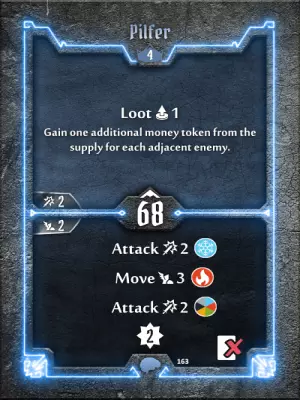 Pilfer
4
Loot 1
Gain one additional money token from the
supply for each adjacent enemy.
2
68
2
Attack 2
Move 3
Attack 2
2
163